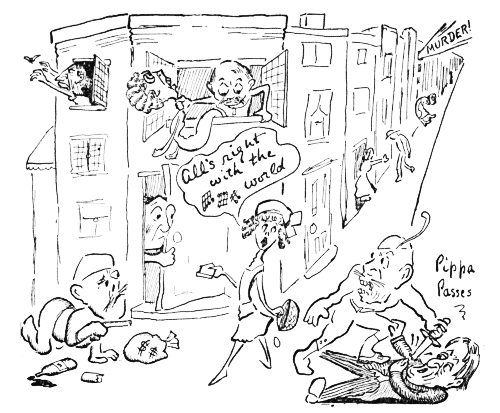 MURDER!
All's right
with the
world
Pippa
Passes
$ $